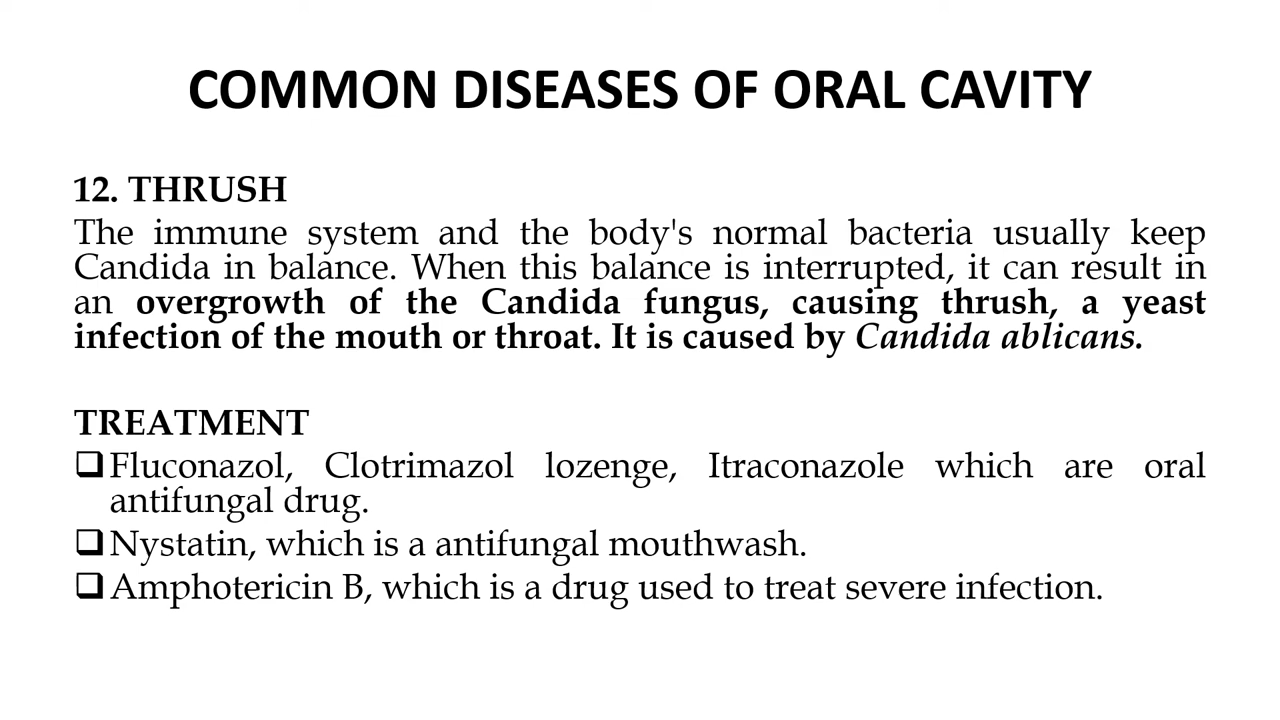 COMMON DISEASES OF ORAL CAVITY
12. THRUSH
The immune system and the body's normal bacteria usually keep
Candida in balance. When this balance is interrupted, it can result in
an overgrowth of the Candida fungus, causing thrush, a yeast
infection of the mouth or throat. It is caused by Candida ablicans.
TREATMENT
❑Fluconazol, Clotrimazol lozenge, Itraconazole which are oral
antifungal drug.
❑Nystatin, which is a antifungal mouthwash.
❑Amphotericin B, which is a drug used to treat severe infection.